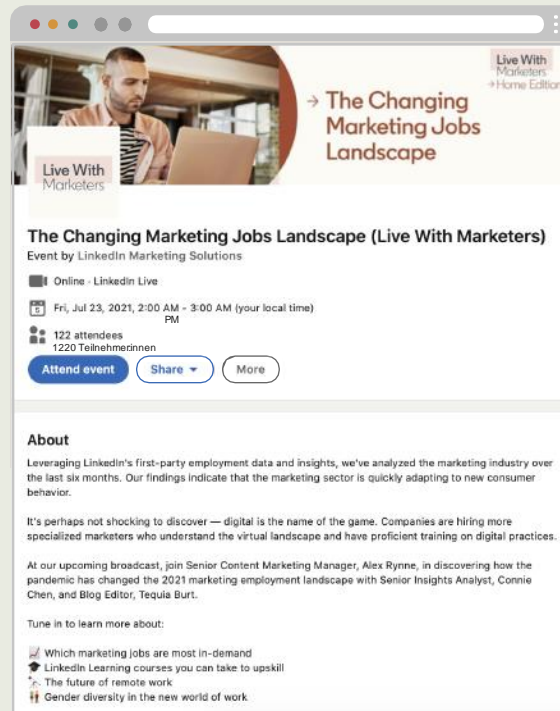 Live With
Marketers
→Home Edition
→ The Changing
Marketing Jobs
Landscape
Live With
Marketers
The Changing Marketing Jobs Landscape (Live With Marketers)
Event by LinkedIn Marketing Solutions
Online · LinkedIn Live
5
Fri, Jul 23, 2021, 2:00 AM - 3:00 AM (your local time)
PM
122 attendees
1220 Teilnehmerinnen
Attend event
Share
More
About
Leveraging LinkedIn's first-party employment data and insights, we've analyzed the marketing industry over
the last six months. Our findings indicate that the marketing sector is quickly adapting to new consumer
behavior.
It's perhaps not shocking to discover — digital is the name of the game. Companies are hiring more
specialized marketers who understand the virtual landscape and have proficient training on digital practices.
At our upcoming broadcast, join Senior Content Marketing Manager, Alex Rynne, in discovering how the
pandemic has changed the 2021 marketing employment landscape with Senior Insights Analyst, Connie
Chen, and Blog Editor, Tequia Burt.
Tune in to learn more about:
📈 Which marketing jobs are most in-demand
🎓 LinkedIn Learning courses you can take to upskill
The future of remote work
👫 Gender diversity in the new world of work